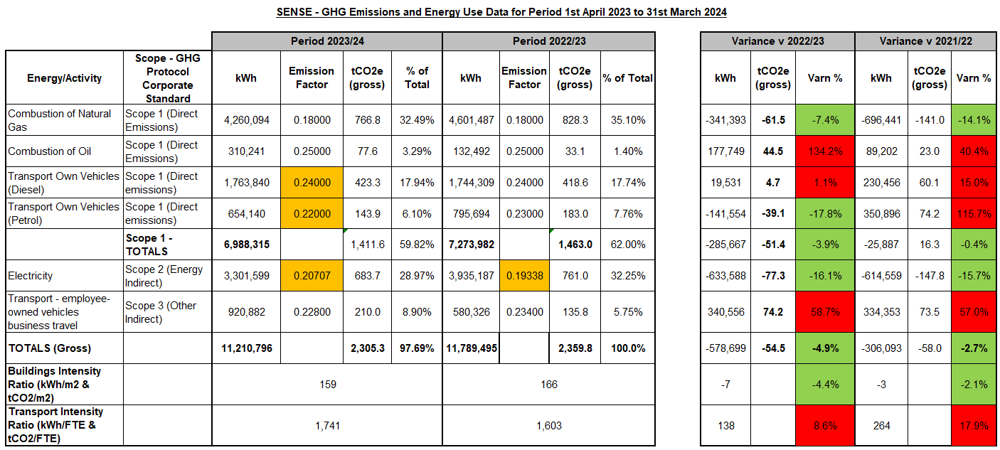 SENSE - GHG Emissions and Energy Use Data for Period 1st April 2023 to 31st March 2024
Period 2023/24 Period 2022/23 Variance v 2022/23 Variance v 2021/22
Energy/Activity Scope - GHG Protocol Corporate Standard kWh Emission Factor tCO2e (gross) % of Total kWh Emission Factor tCO2e (gross) % of Total kWh tCO2e (gross) Varn % kWh tCO2e (gross) Varn %
Combustion of Natural Gas Scope 1 (Direct Emissions) 4,260,094 0.18000 766.8 32.49% 4,601,487 0.18000 828.3 35.10% -341,393 -61.5 -7.4% -696,441 -141.0 -14.1%
Combustion of Oil Scope 1 (Direct Emissions) 310,241 0.25000 77.6 3.29% 132,492 0.25000 33.1 1.40% 177,749 44.5 134.2% 89,202 23.0 40.4%
Transport Own Vehicles (Diesel) Scope 1 (Direct emissions) 1,763,840 0.24000 423.3 17.94% 1,744,309 0.24000 418.6 17.74% 19,531 4.7 1.1% 230,456 60.1 15.0%
Transport Own Vehicles (Petrol) Scope 1 (Direct emissions) 654,140 0.22000 143.9 6.10% 795,694 0.23000 183.0 7.76% -141,554 -39.1 -17.8% 350,896 74.2 115.7%
Scope 1 - TOTALS 6,988,315 1,411.6 59.82% 7,273,982 1,463.0 62.00% -285,667 -51.4 -3.9% -25,887 16.3 -0.4%
Electricity Scope 2 (Energy Indirect) 3,301,599 0.20707 683.7 28.97% 3,935,187 0.19338 761.0 32.25% -633,588 -77.3 -16.1% -614,559 -147.8 -15.7%
Transport - employee-owned vehicles business travel Scope 3 (Other Indirect) 920,882 0.22800 210.0 8.90% 580,326 0.23400 135.8 5.75% 340,556 74.2 58.7% 334,353 73.5 57.0%
TOTALS (Gross) 11,210,796 2,305.3 97.69% 11,789,495 2,359.8 100.0% -578,699 -54.5 -4.9% -306,093 -58.0 -2.7%
Buildings Intensity Ratio (kWh/m2 & tCO2/m2) 159 166 -7 -4.4% -3 -2.1%
Transport Intensity Ratio (kWh/FTE & tCO2/FTE) 1,741 1,603 138 8.6% 264 17.9%